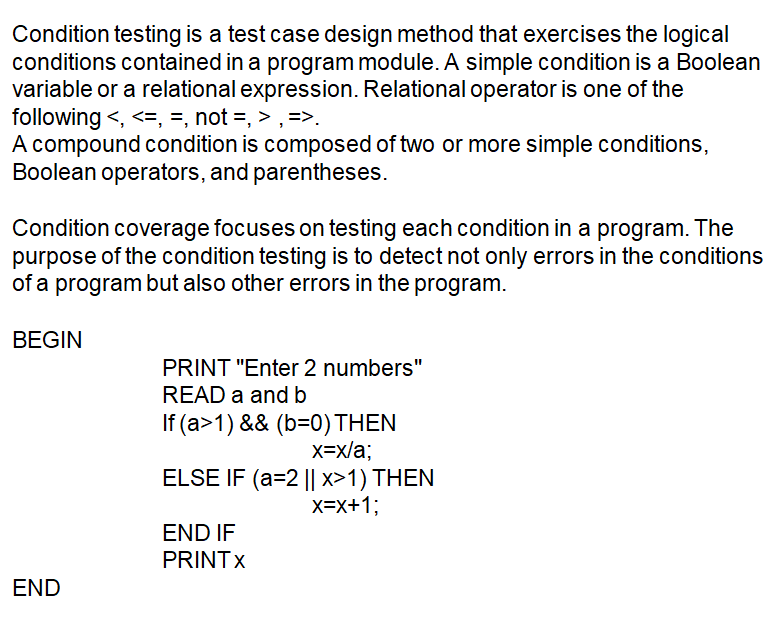 Condition testing is a test case design method that exercises the logical
conditions contained in a program module. A simple condition is a Boolean
variable or a relational expression. Relational operator is one of the
following <, <=, =, not =, > , =>.
A compound condition is composed of two or more simple conditions,
Boolean operators, and parentheses.
Condition coverage focuses on testing each condition in a program. The
purpose of the condition testing is to detect not only errors in the conditions
of a program but also other errors in the program.
BEGIN
PRINT "Enter 2 numbers"
READ a and b
If (a>1) && (b=0) THEN
x=x/a;
ELSE IF (a=2 || x>1) THEN
x=x+1;
END IF
PRINT x
END